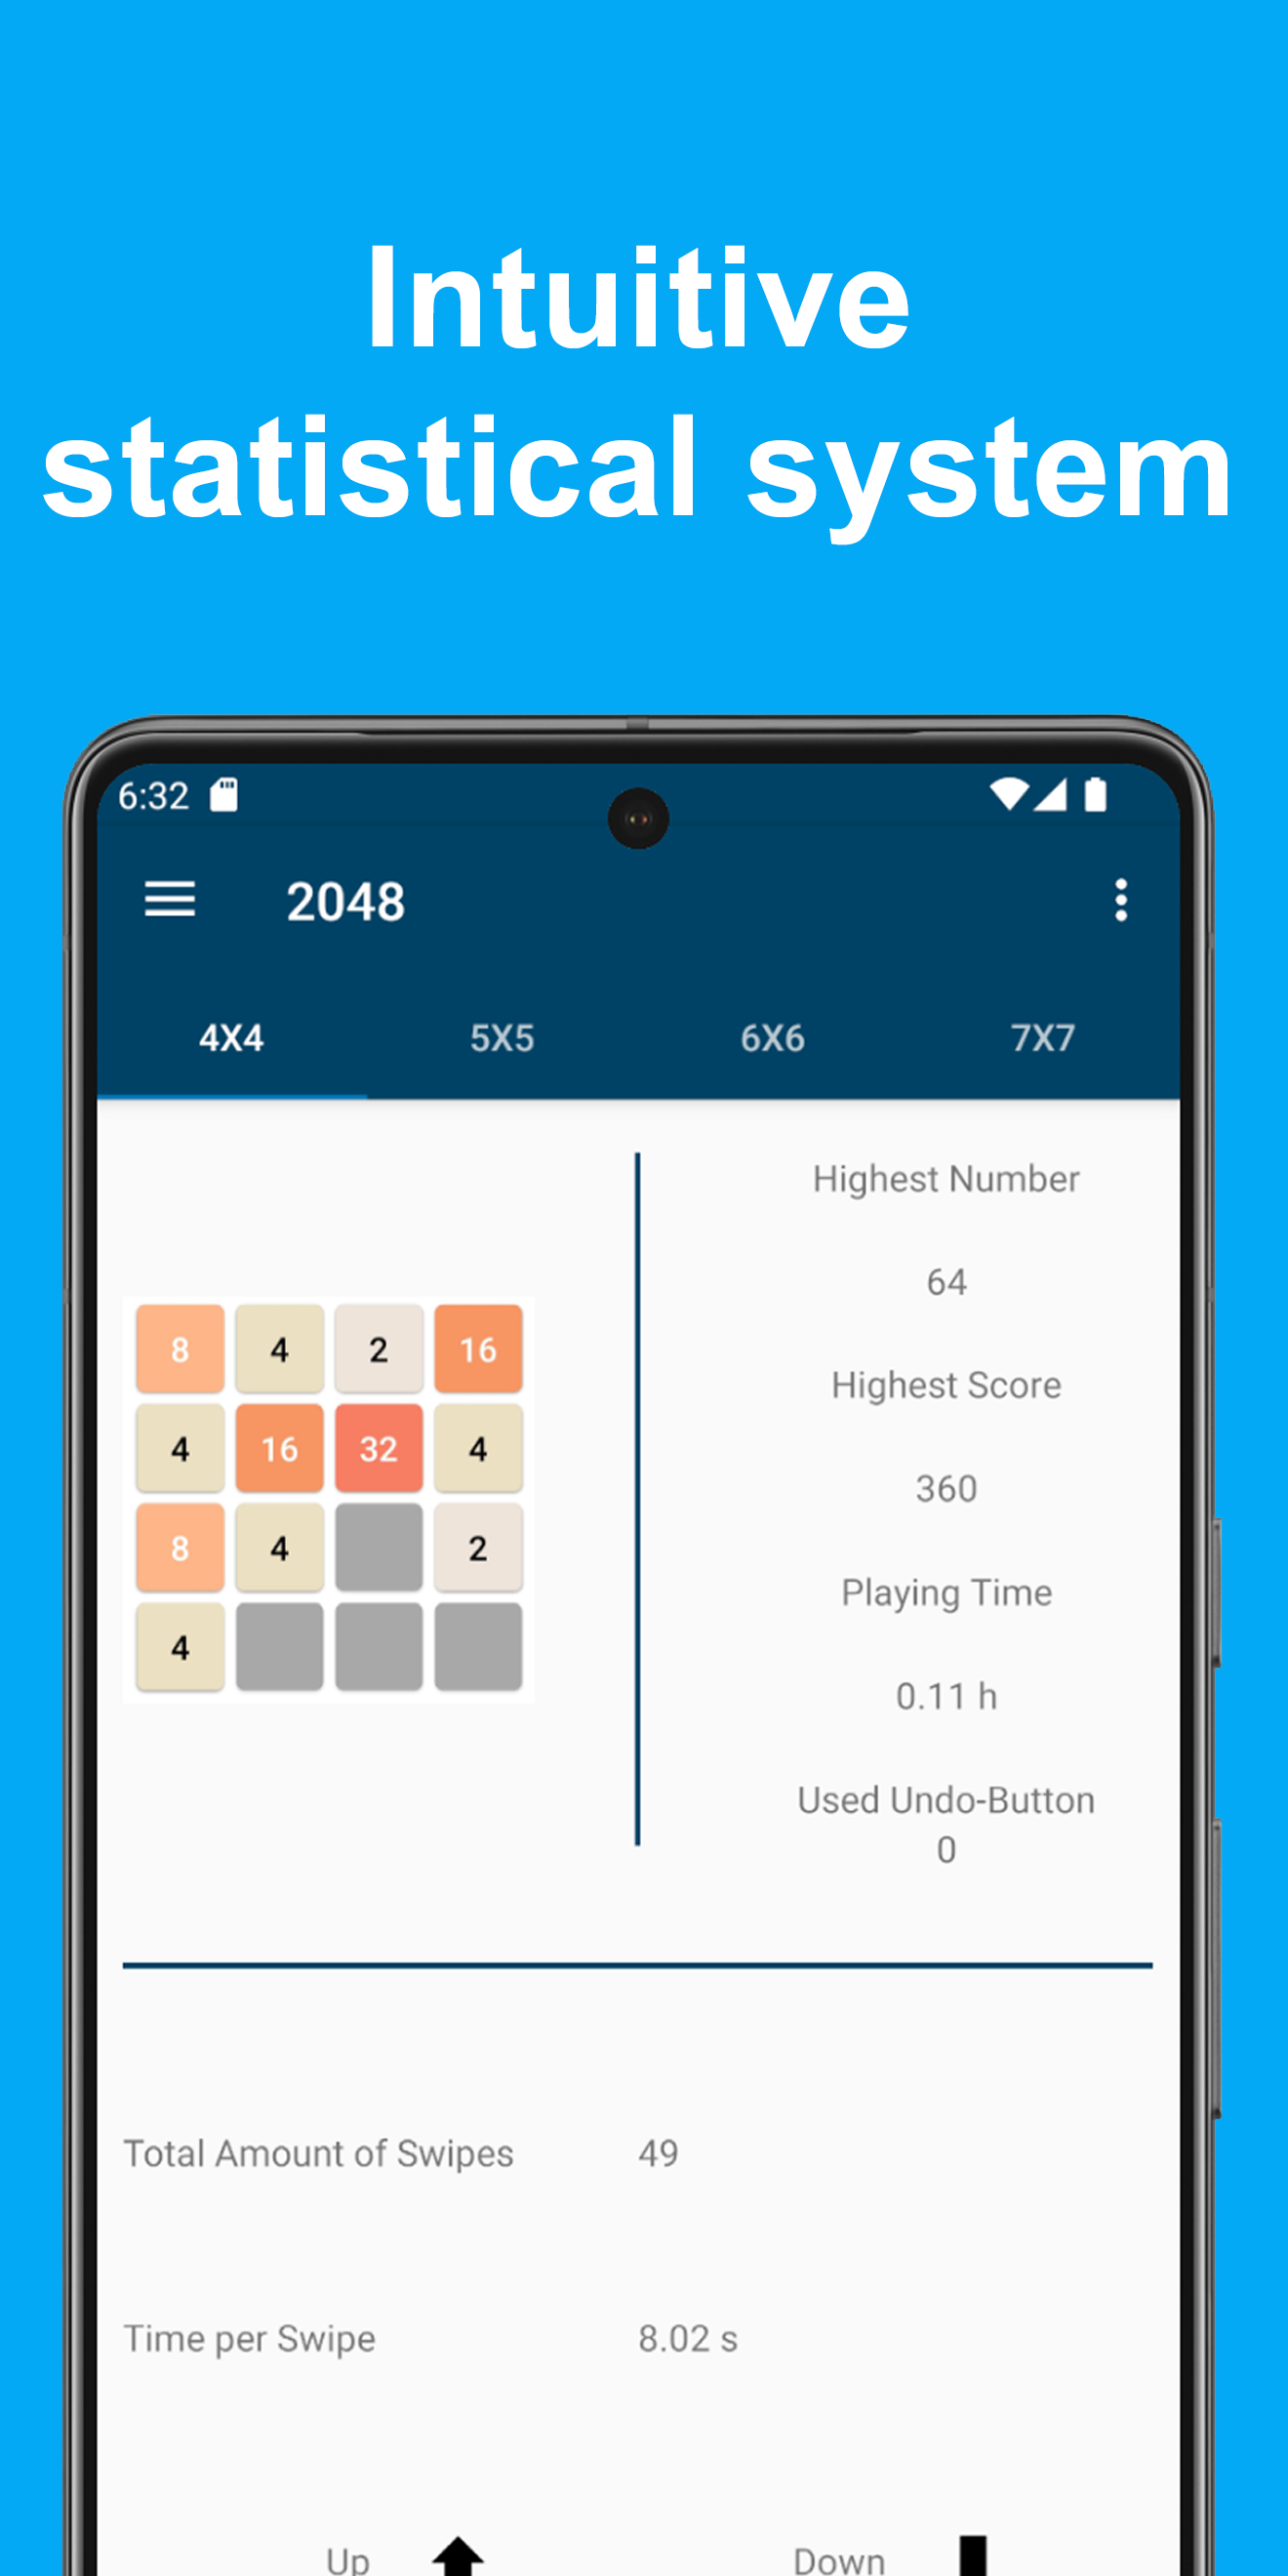 Intuitive
statistical system
6:32
2048
4X4 5X5 6X6 7X7
Highest Number
64
Highest Score
360
Playing Time
0.11 h
Used Undo-Button
0
8 4 2 16
4 16 32 4
8 4 2
4
Total Amount of Swipes 49
Time per Swipe 8.02 s
Up Down